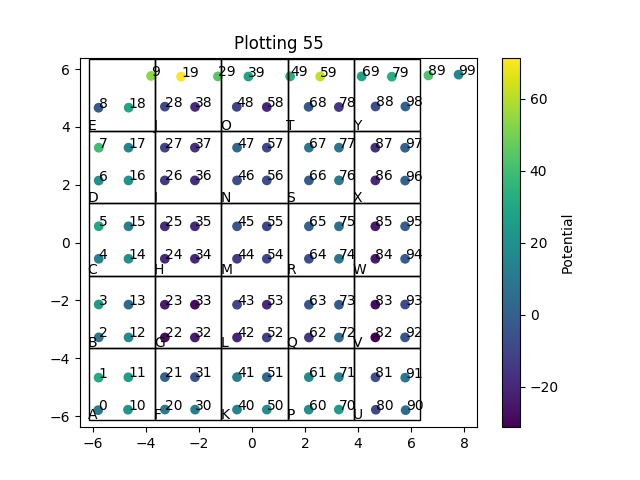 Plotting 55
6 9 19 29 39 49 59 69 79 89 99
8 18 28 38 48 58 68 78 88 98
E J O T Y
4
7 17 27 37 47 57 67 77 87 97
2 6 16 26 36 46 56 66 76 86 96
D I N S X
5 15 25 35 45 55 65 75 85 95
0
4 14 24 34 44 54 64 74 84 94
C H M R W
−2 3 13 23 33 43 53 63 73 83 93
2 12 22 32 42 52 62 72 82 92
B G L Q V
−4
1 11 21 31 41 51 61 71 81 91
0 10 20 30 40 50 60 70 80 90
−6 A F K P U
−6 −4 −2 0 2 4 6 8
60
40
20
0
−20
Potential